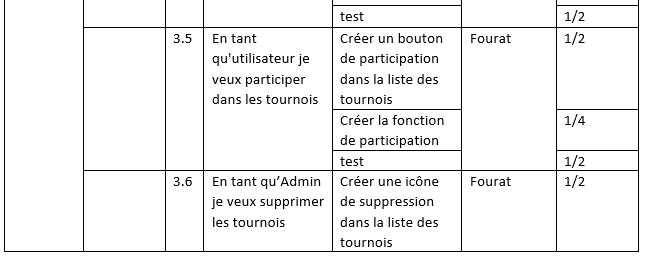 test
1/2
3.5
En tant
qu'utilisateur je
veux participer
dans les tournois
Créer un bouton
de participation
dans la liste des
tournois
Fourat
1/2
Créer la fonction
de participation
1/4
test
1/2
3.6
En tant qu’Admin
je veux supprimer
les tournois
Créer une icône
de suppression
dans la liste des
tournois
Fourat
1/2